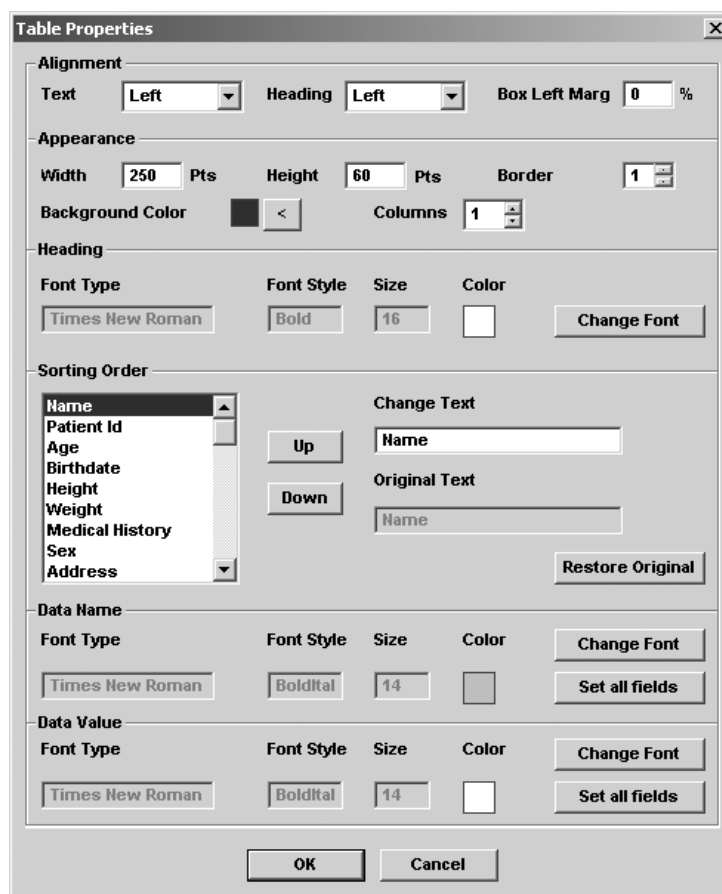 Table Properties
Alignment
Text Left Heading Left Box Left Marg 0 %
Appearance
Width 250 Pts Height 60 Pts Border 1
Background Color < Columns 1
Heading
Font Type Font Style Size Color
Times New Roman Bold 16 Change Font
Sorting Order
Name
Patient Id
Age
Birthdate
Height
Weight
Medical History
Sex
Address
Up
Down
Change Text
Name
Original Text
Name
Restore Original
Data Name
Font Type Font Style Size Color Change Font
Times New Roman BoldItal 14 Set all fields
Data Value
Font Type Font Style Size Color Change Font
Times New Roman BoldItal 14 Set all fields
OK Cancel